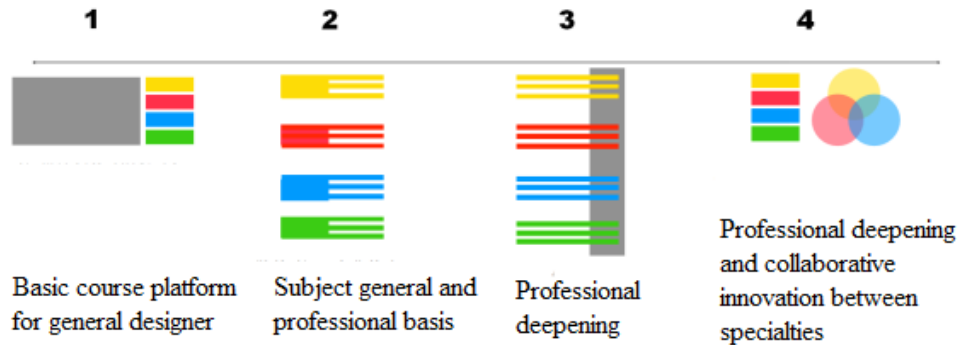 1
2
3
4
Basic course platform
for general designer
Subject general and
professional basis
Professional
deepening
Professional deepening
and collaborative
innovation between
specialties